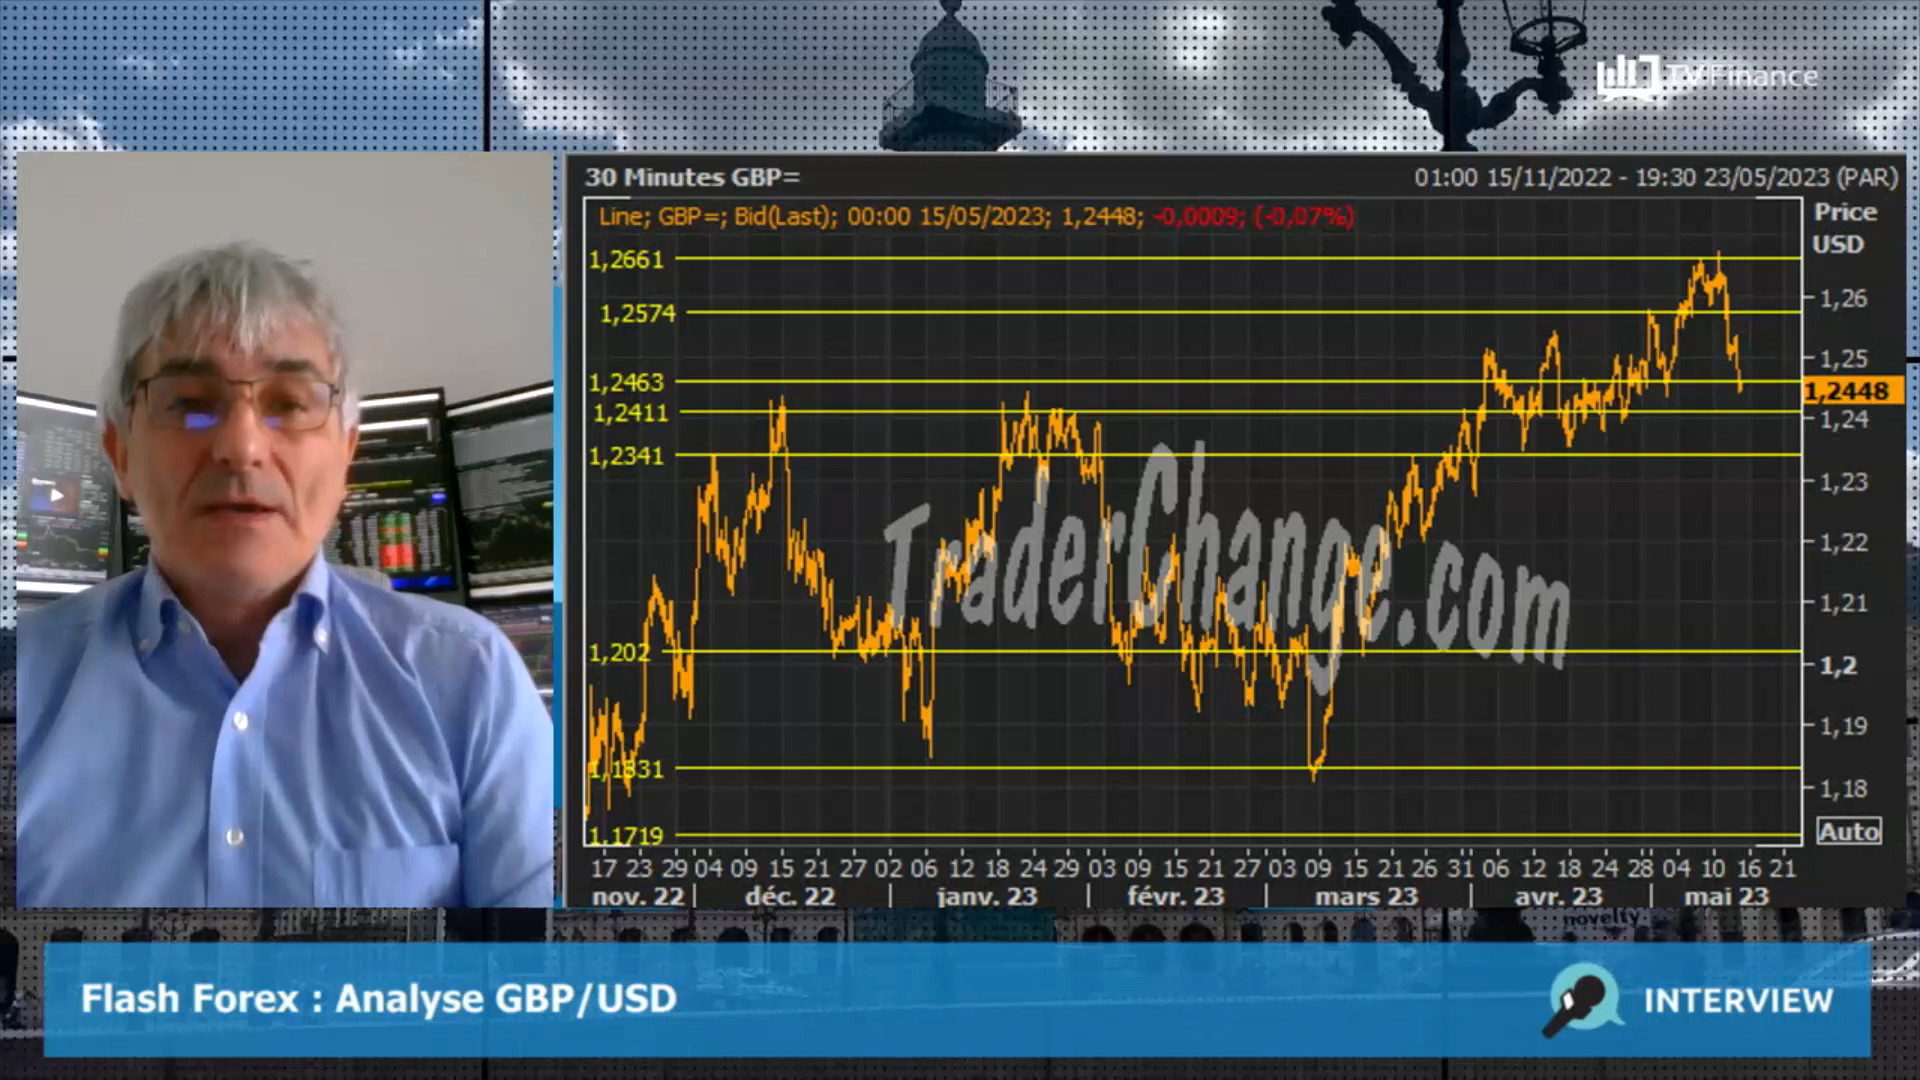 TV Finance
30 Minutes GBP=
01:00 15/11/2022 - 19:30 23/05/2023 (PAR)
Line; GBP=; Bid(Last); 00:00 15/05/2023; 1,2448; -0,0009; (-0,07%)
Price
USD
1,2661
1,2574
1,2463
1,2411
1,2341
1,202
1,1831
1,1719
1,26
1,25
1,2448
1,24
1,23
1,22
1,21
1,2
1,19
1,18
Auto
TraderChange.com
17 23 29 04 09 15 21 27 02 06 12 18 24 29 03 09 15 21 27 03 09 15 21 26 31 06 12 18 24 28 04 10 16 21
nov. 22 déc. 22 janv. 23 févr. 23 mars 23 avr. 23 mai 23
novelty
Flash Forex : Analyse GBP/USD
INTERVIEW